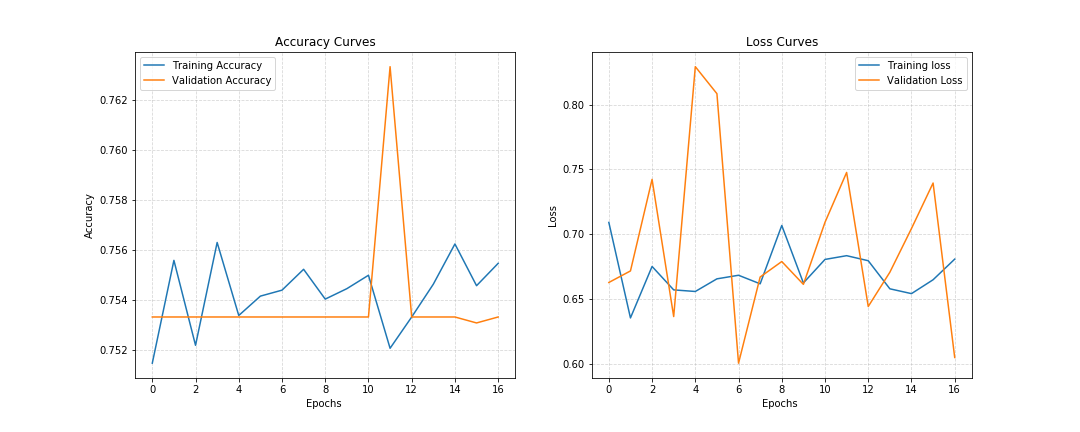 Accuracy Curves
Training Accuracy
Validation Accuracy
Accuracy
0.762
0.760
0.758
0.756
0.754
0.752
0 2 4 6 8 10 12 14 16
Epochs
Loss Curves
Training loss
Validation Loss
Loss
0.80
0.75
0.70
0.65
0.60
0 2 4 6 8 10 12 14 16
Epochs